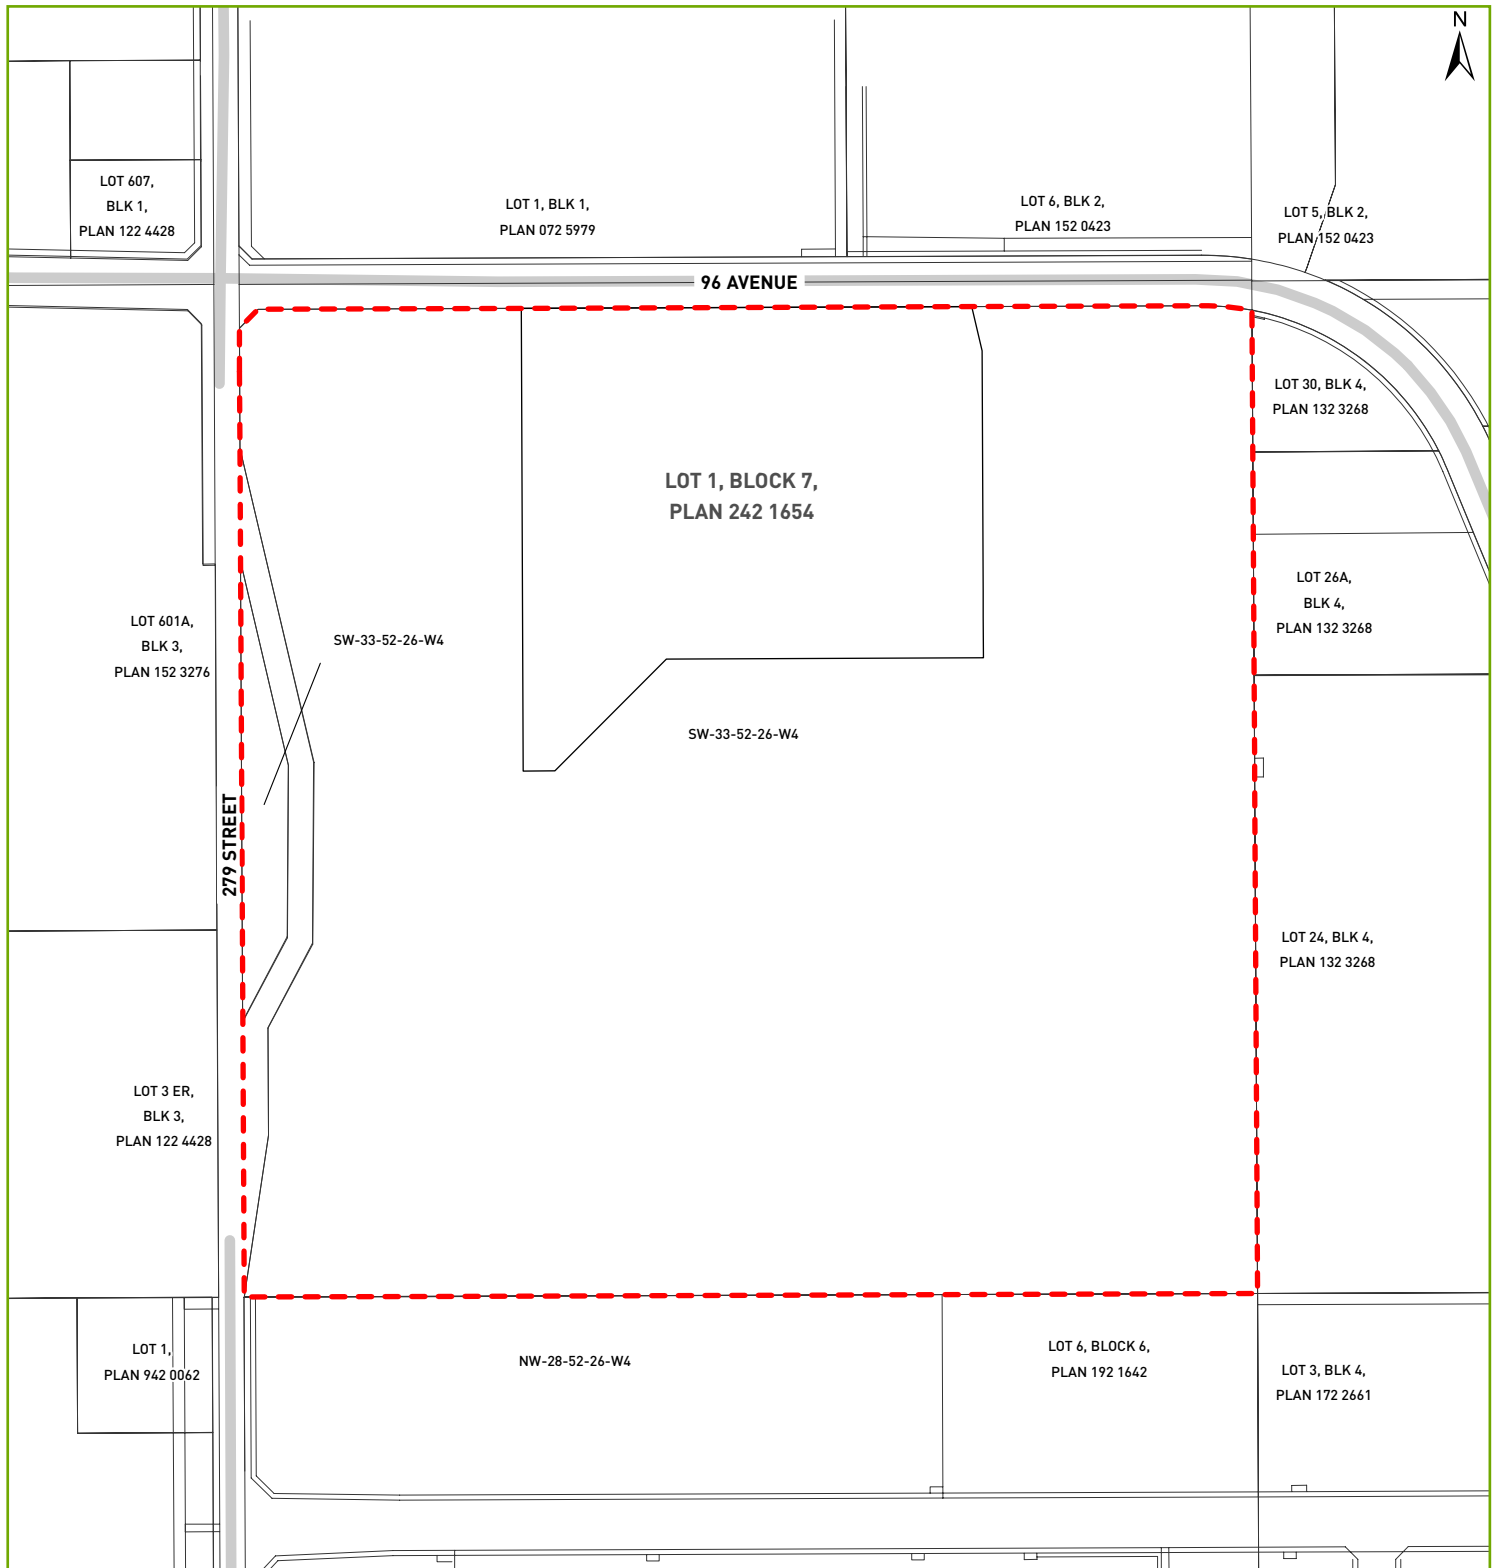 N
LOT 607,
BLK 1,
PLAN 122 4428
LOT 1, BLK 1,
PLAN 072 5979
LOT 6, BLK 2,
PLAN 152 0423
LOT 5, BLK 2,
PLAN 152 0423
96 AVENUE
LOT 30, BLK 4,
PLAN 132 3268
LOT 1, BLOCK 7,
PLAN 242 1654
LOT 26A,
BLK 4,
PLAN 132 3268
LOT 601A,
BLK 3,
PLAN 152 3276
SW-33-52-26-W4
SW-33-52-26-W4
279 STREET
LOT 24, BLK 4,
PLAN 132 3268
LOT 3 ER,
BLK 3,
PLAN 122 4428
LOT 1,
PLAN 942 0062
NW-28-52-26-W4
LOT 6, BLOCK 6,
PLAN 192 1642
LOT 3, BLK 4,
PLAN 172 2661